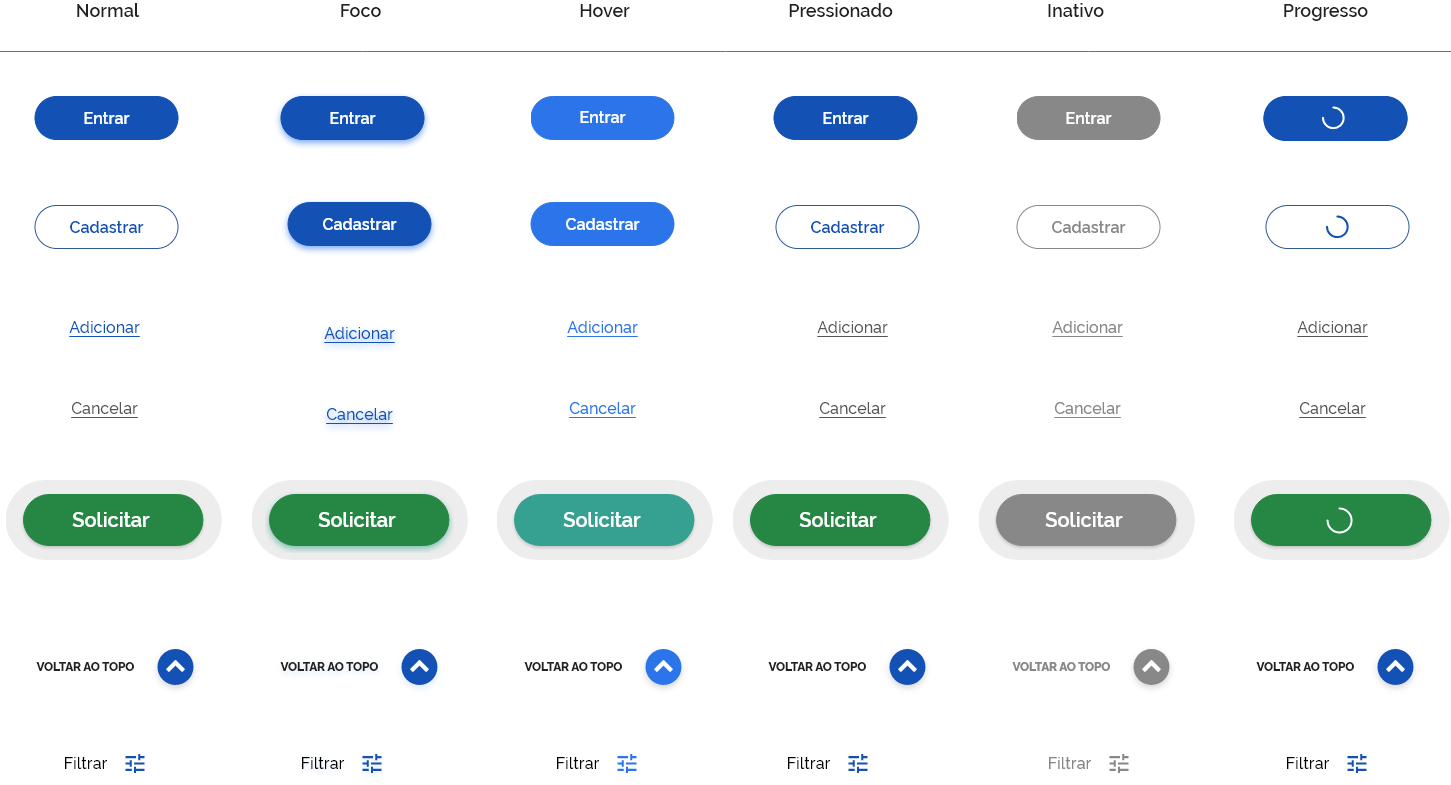 Normal Foco Hover Pressionado Inativo Progresso
Entrar Entrar Entrar Entrar Entrar
Cadastrar Cadastrar Cadastrar Cadastrar Cadastrar
Adicionar Adicionar Adicionar Adicionar Adicionar Adicionar
Cancelar Cancelar Cancelar Cancelar Cancelar Cancelar
Solicitar Solicitar Solicitar Solicitar Solicitar
VOLTAR AO TOPO VOLTAR AO TOPO VOLTAR AO TOPO VOLTAR AO TOPO VOLTAR AO TOPO VOLTAR AO TOPO
Filtrar Filtrar Filtrar Filtrar Filtrar Filtrar